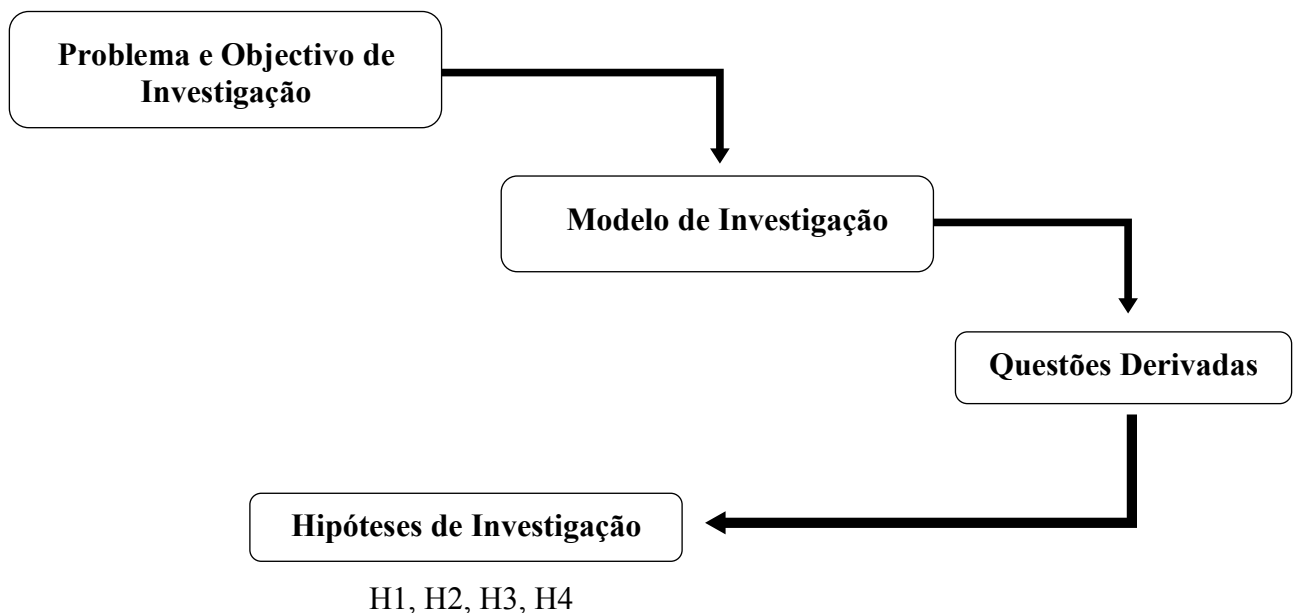 Problema e Objectivo de
Investigação
Modelo de Investigação
Questões Derivadas
Hipóteses de Investigação
H1, H2, H3, H4